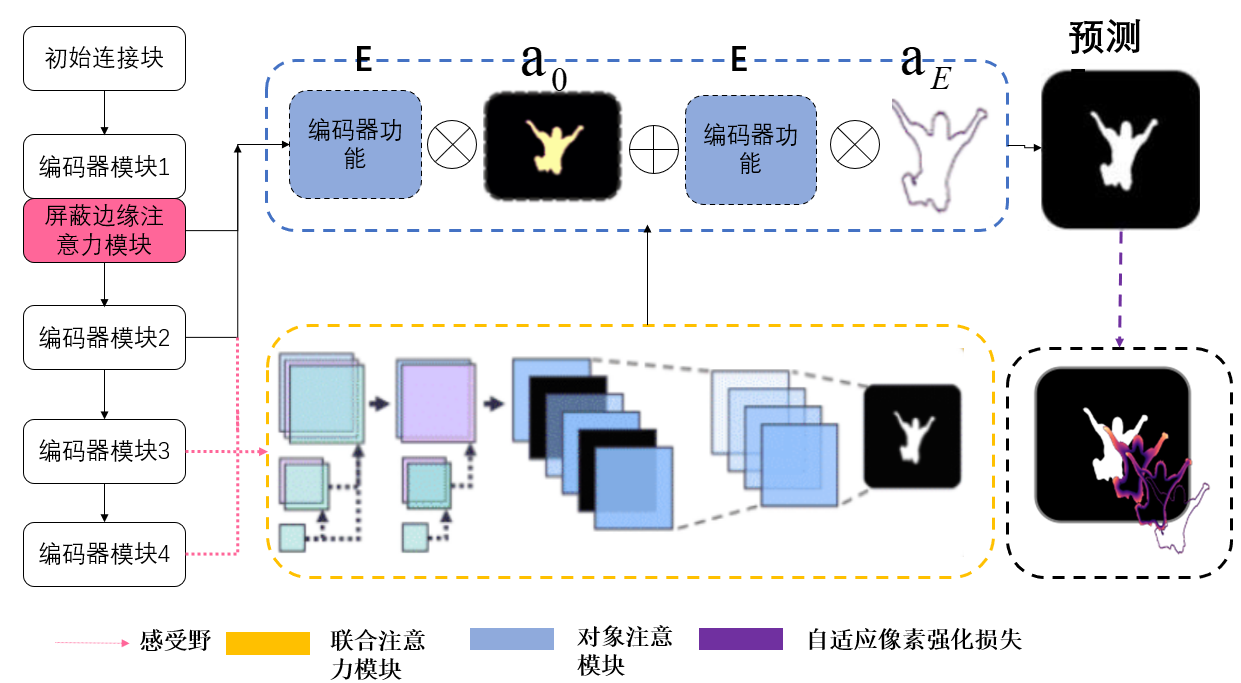 初始连接块
编码器模块1
屏蔽边缘注
意力模块
编码器模块2
编码器模块3
编码器模块4
E
a0
E
aE
预测
编码器功
能
编码器功
能
感受野
联合注意
力模块
对象注意
模块
自适应像素强化损失